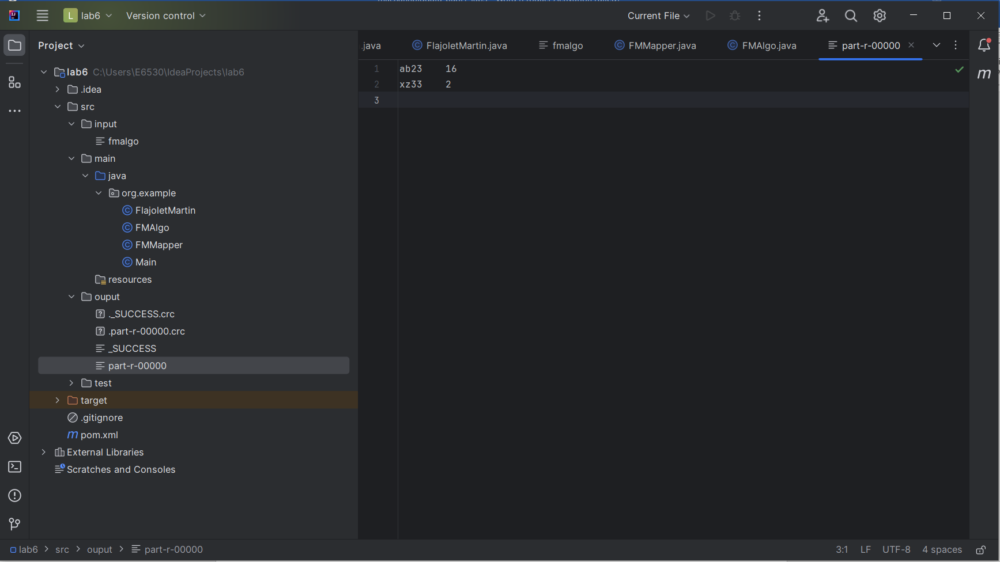 L lab6 Version control Current File
Project
.java FlajoletMartin.java fmalgo FMMapper.java FMAlgo.java part-r-00000
lab6 C:\Users\E6530\IdeaProjects\lab6
.idea
src
input
fmalgo
main
java
org.example
FlajoletMartin
FMAlgo
FMMapper
Main
resources
ouput
._SUCCESS.crc
.part-r-00000.crc
_SUCCESS
part-r-00000
test
target
.gitignore
pom.xml
External Libraries
Scratches and Consoles
1 ab23 16
2 xz33 2
3
lab6 > src > ouput > part-r-00000
3:1 LF UTF-8 4 spaces